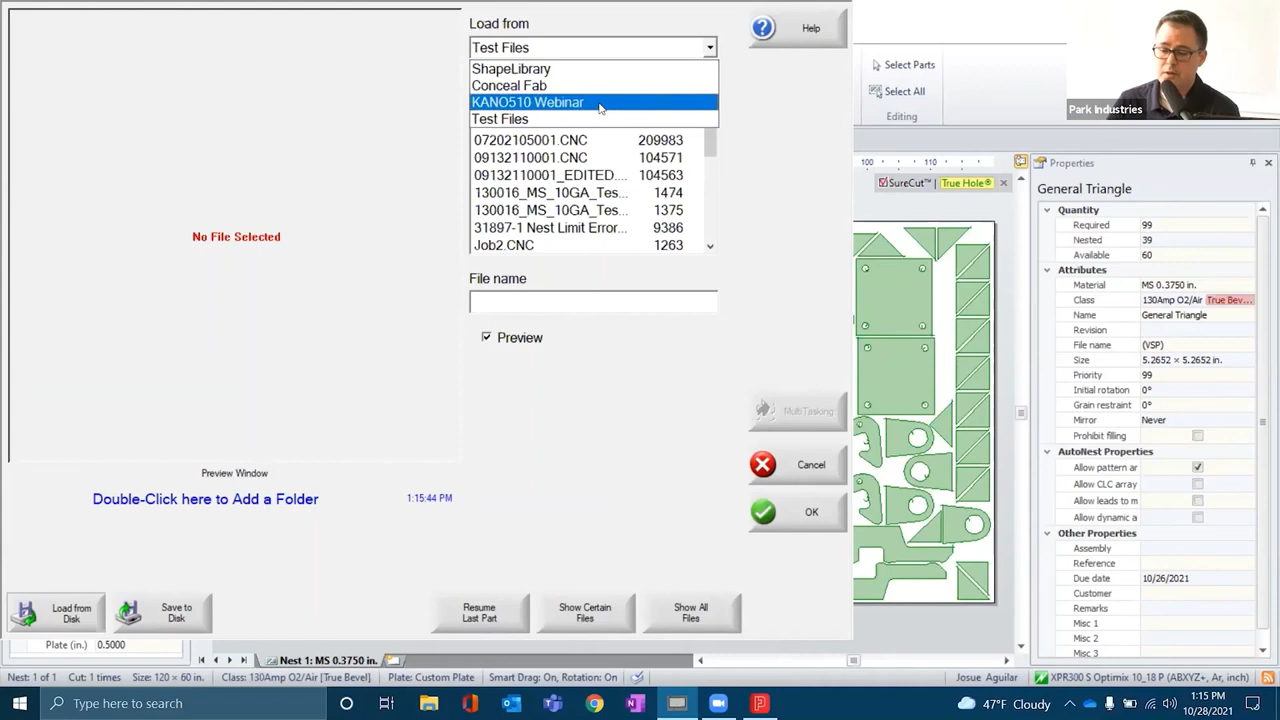 Load from
Test Files
ShapeLibrary
Conceal Fab
KANO510 Webinar
Test Files
07202105001.CNC 209983
09132110001.CNC 104571
09132110001_EDITED.... 104563
130016_MS_10GA_Tes... 1474
130016_MS_10GA_Tes... 1375
31897-1 Nest Limit Error... 9386
Job2.CNC 1263
File name
Preview
No File Selected
Preview Window
Double-Click here to Add a Folder
1:15:44 PM
Help
MultiTasking
Cancel
OK
Load from Disk
Save to Disk
Resume Last Part
Show Certain Files
Show All Files
Select Parts
Select All
Editing
Park Industries
100 110
SureCut™ | True Hole®
Properties
General Triangle
Quantity
Required 99
Nested 39
Available 60
Attributes
Material MS 0.3750 in.
Class 130Amp O2/Air True Bev...
Name General Triangle
Revision
File name (VSP)
Size 5.2652 × 5.2652 in.
Priority 99
Initial rotation 0°
Grain restraint 0°
Mirror Never
Prohibit filling
AutoNest Properties
Allow pattern ar
Allow CLC array
Allow leads to m
Allow dynamic a
Other Properties
Assembly
Reference
Due date 10/26/2021
Customer
Remarks
Misc 1
Misc 2
Misc 3
Plate (in.) 0.5000
Nest 1: MS 0.3750 in.
Nest: 1 of 1 Cut: 1 times Size: 120 × 60 in. Class: 130Amp O2/Air [True Bevel] Plate: Custom Plate Smart Drag: On, Rotation: On Josue Aguilar XPR300 S Optimix 10_18 P (ABXYZ+, Ar, inch)
Type here to search
47°F Cloudy
1:15 PM
10/28/2021